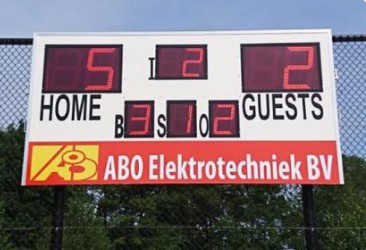 5 I 2 2
HOME GUESTS
B 3 S 1 O 2
ABO Elektrotechniek BV